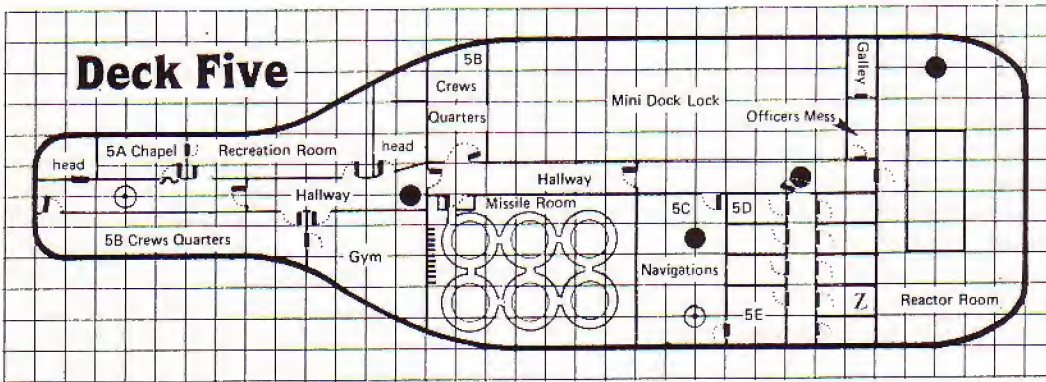 Deck Five
5B
Crews
Quarters
Mini Dock Lock
Galley
Officers Mess
head
5A Chapel
Recreation Room
head
Hallway
Hallway
Missile Room
5B Crews Quarters
Gym
5C
5D
Navigations
5E
Z
Reactor Room